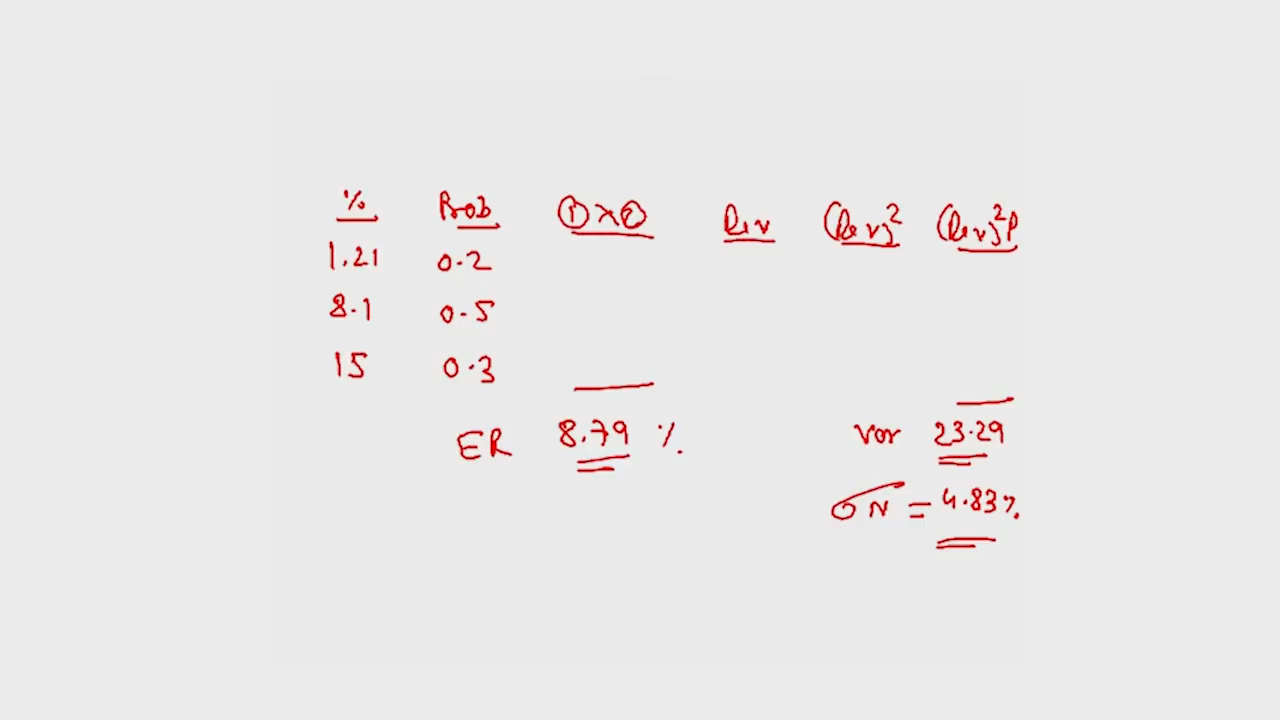 % Prob ①×② Dev (Dev)² (Dev)²P
1.21 0.2
8.1 0.5
15 0.3
ER 8.79 % var 23.29
σN = 4.83%